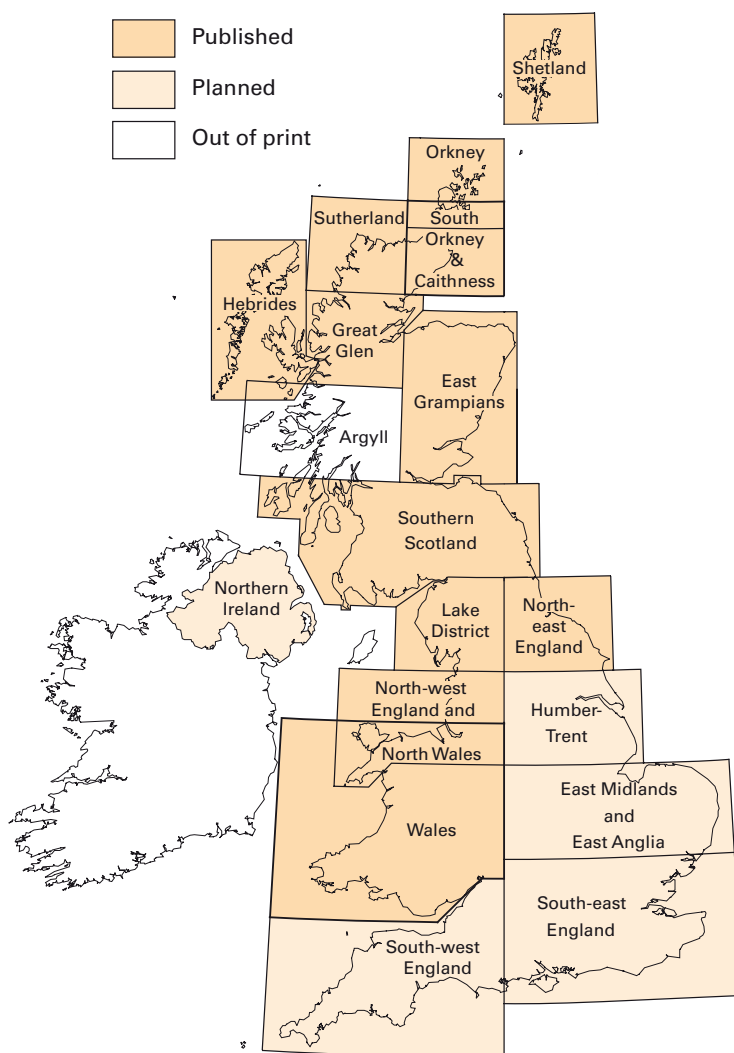 Published
Planned
Out of print
Shetland
Orkney
Sutherland
South
Orkney
&
Caithness
Hebrides
Great
Glen
East
Grampians
Argyll
Southern
Scotland
Northern
Ireland
Lake
District
North-
east
England
North-west
England and
North Wales
Humber-
Trent
Wales
East Midlands
and
East Anglia
South-east
England
South-west
England